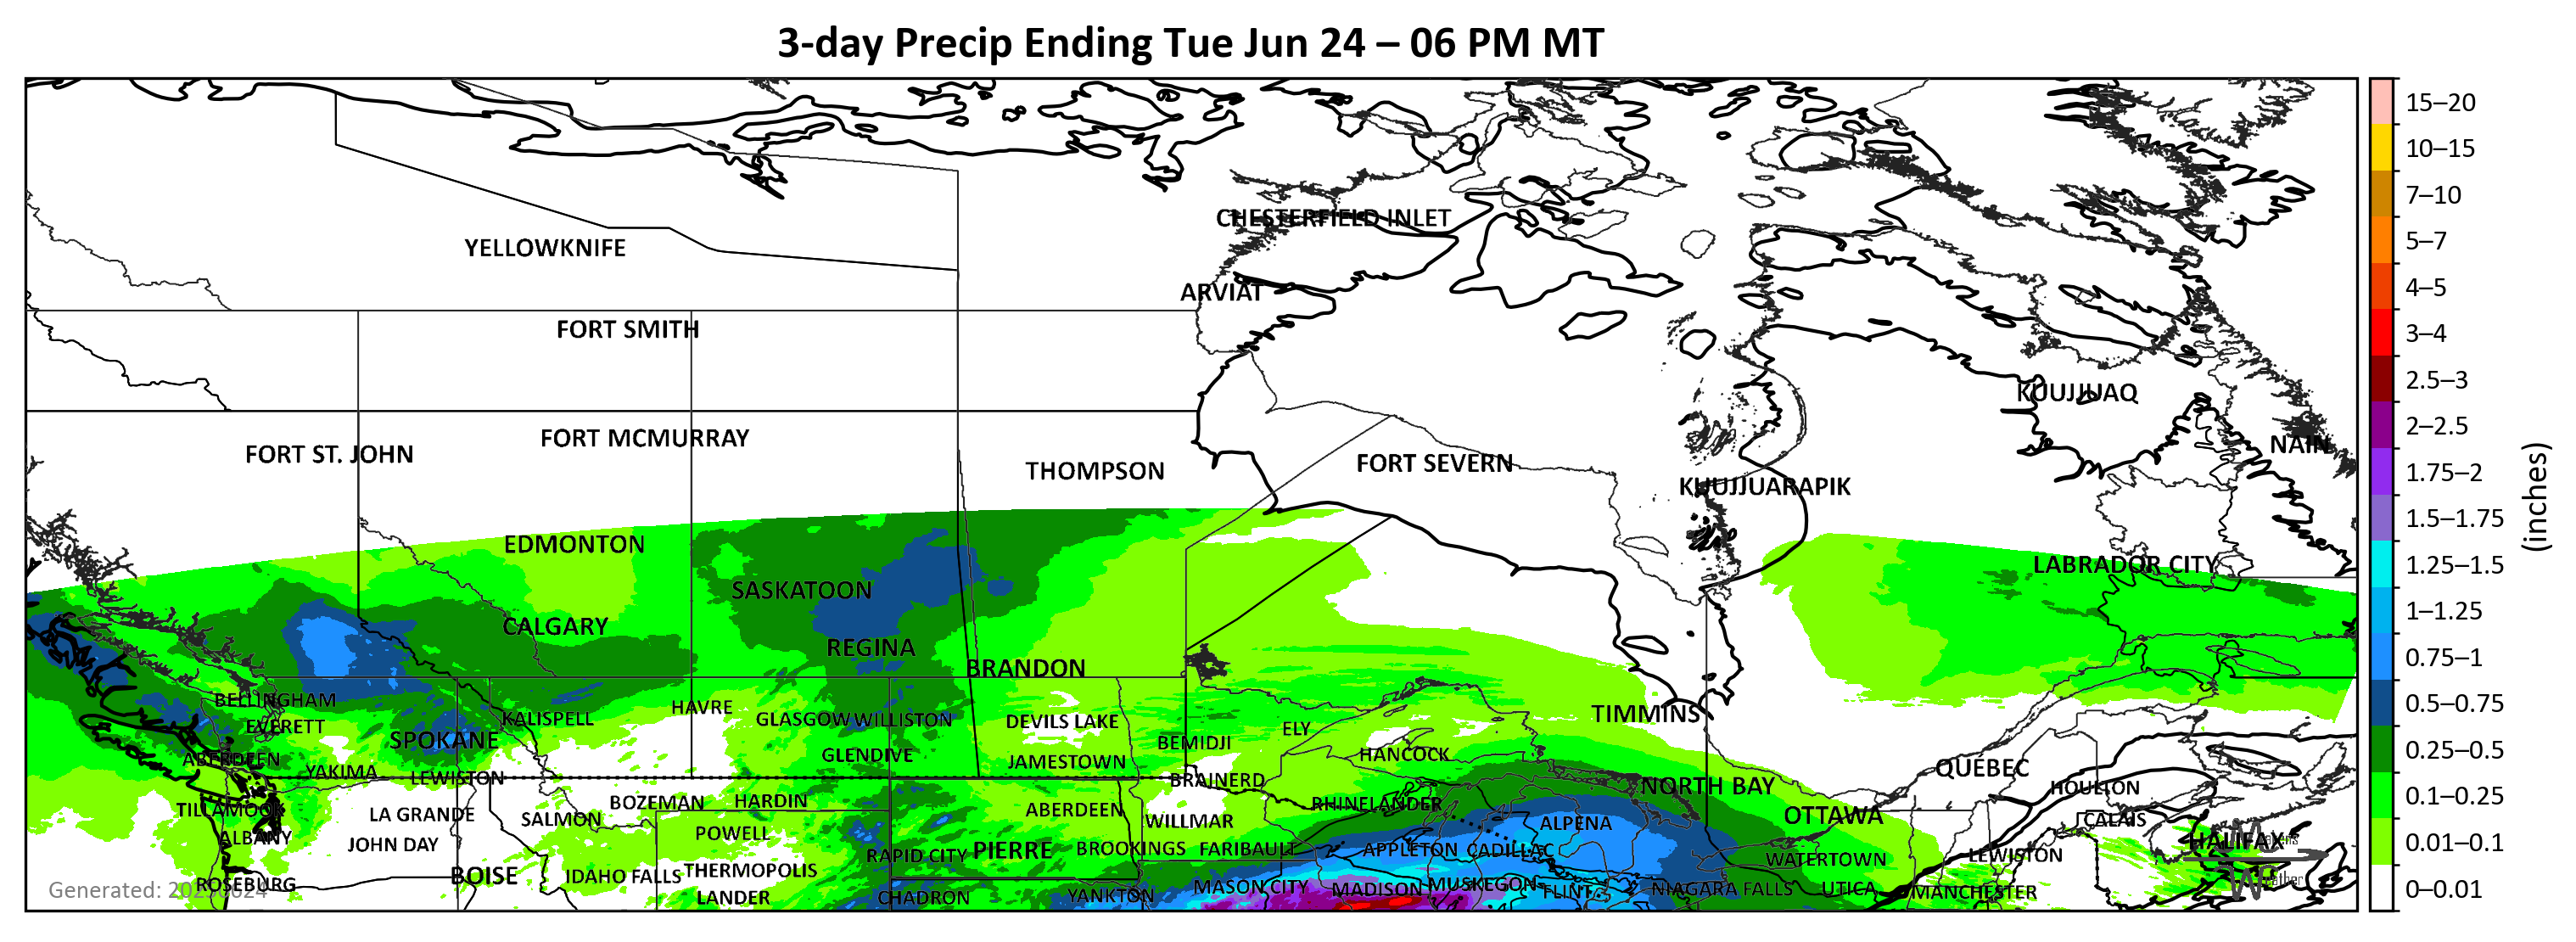 3-day Precip Ending Tue Jun 24 – 06 PM MT
15–20
10–15
7–10
5–7
4–5
3–4
2.5–3
2–2.5
1.75–2
1.5–1.75
1.25–1.5
1–1.25
0.75–1
0.5–0.75
0.25–0.5
0.1–0.25
0.01–0.1
0–0.01
(inches)
CHESTERFIELD INLET
YELLOWKNIFE
ARVIAT
FORT SMITH
KUUJJUAQ
FORT MCMURRAY
NAIN
FORT ST. JOHN
FORT SEVERN
THOMPSON
KUUJJUARAPIK
EDMONTON
LABRADOR CITY
SASKATOON
CALGARY
REGINA
BRANDON
BELLINGHAM
HAVRE
TIMMINS
KALISPELL
GLASGOW
WILLISTON
DEVILS LAKE
EVERETT
ELY
SPOKANE
BEMIDJI
GLENDIVE
HANCOCK
ABERDEEN
JAMESTOWN
QUEBEC
YAKIMA
LEWISTON
BRAINERD
NORTH BAY
HOULTON
BOZEMAN
HARDIN
RHINELANDER
TILLAMOOK
ABERDEEN
LA GRANDE
SALMON
WILLMAR
ALPENA
OTTAWA
CALAIS
POWELL
ALBANY
HALIFAX
JOHN DAY
RAPID CITY
PIERRE
BROOKINGS
FARIBAULT
APPLETON
CADILLAC
WATERTOWN
LEWISTON
BOISE
IDAHO FALLS
THERMOPOLIS
ROSEBURG
MASON CITY
MADISON
MUSKEGON
FLINT
NIAGARA FALLS
UTICA
MANCHESTER
LANDER
CHADRON
YANKTON
Generated: 20250624